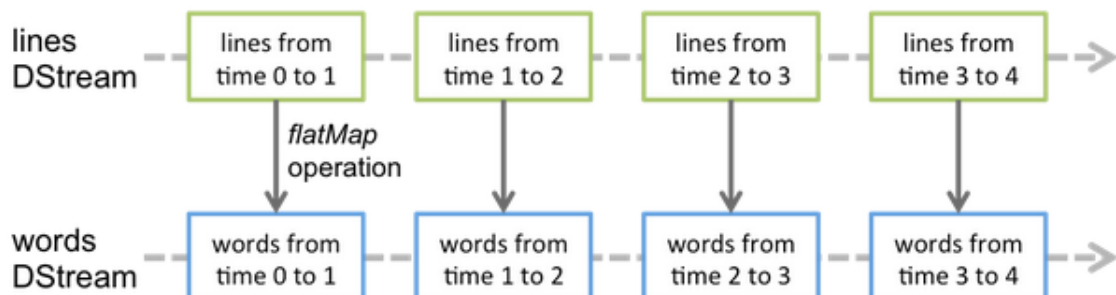 lines
DStream
lines from
time 0 to 1
lines from
time 1 to 2
lines from
time 2 to 3
lines from
time 3 to 4
flatMap
operation
words
DStream
words from
time 0 to 1
words from
time 1 to 2
words from
time 2 to 3
words from
time 3 to 4